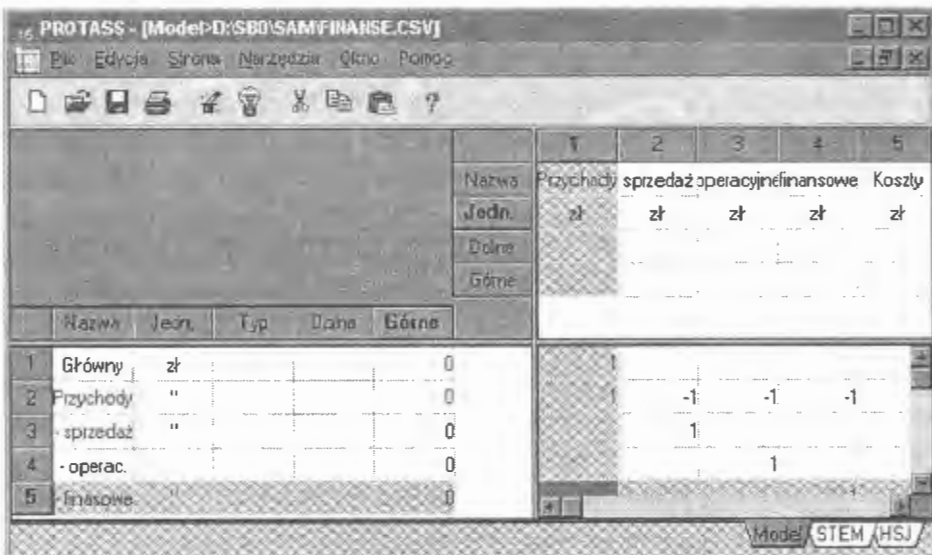 PROTASS - [Model>D:\SB0\SAM\FINANSE.CSV]
Plik Edycja Strona Narzędzia Okno Pomoc
1 2 3 4 5
Nazwa Przychody sprzedaż operacyjne finansowe Koszty
Jedn. zł zł zł zł zł
Dolne
Górne
Nazwa Jedn. Typ Dolne Górne
1 Główny zł 0 1
2 Przychody " 0 1 -1 -1 -1
3 - sprzedaż " 0 1
4 - operac. 0 1
5 - finasowe " 0 1
Model STEM HSJ